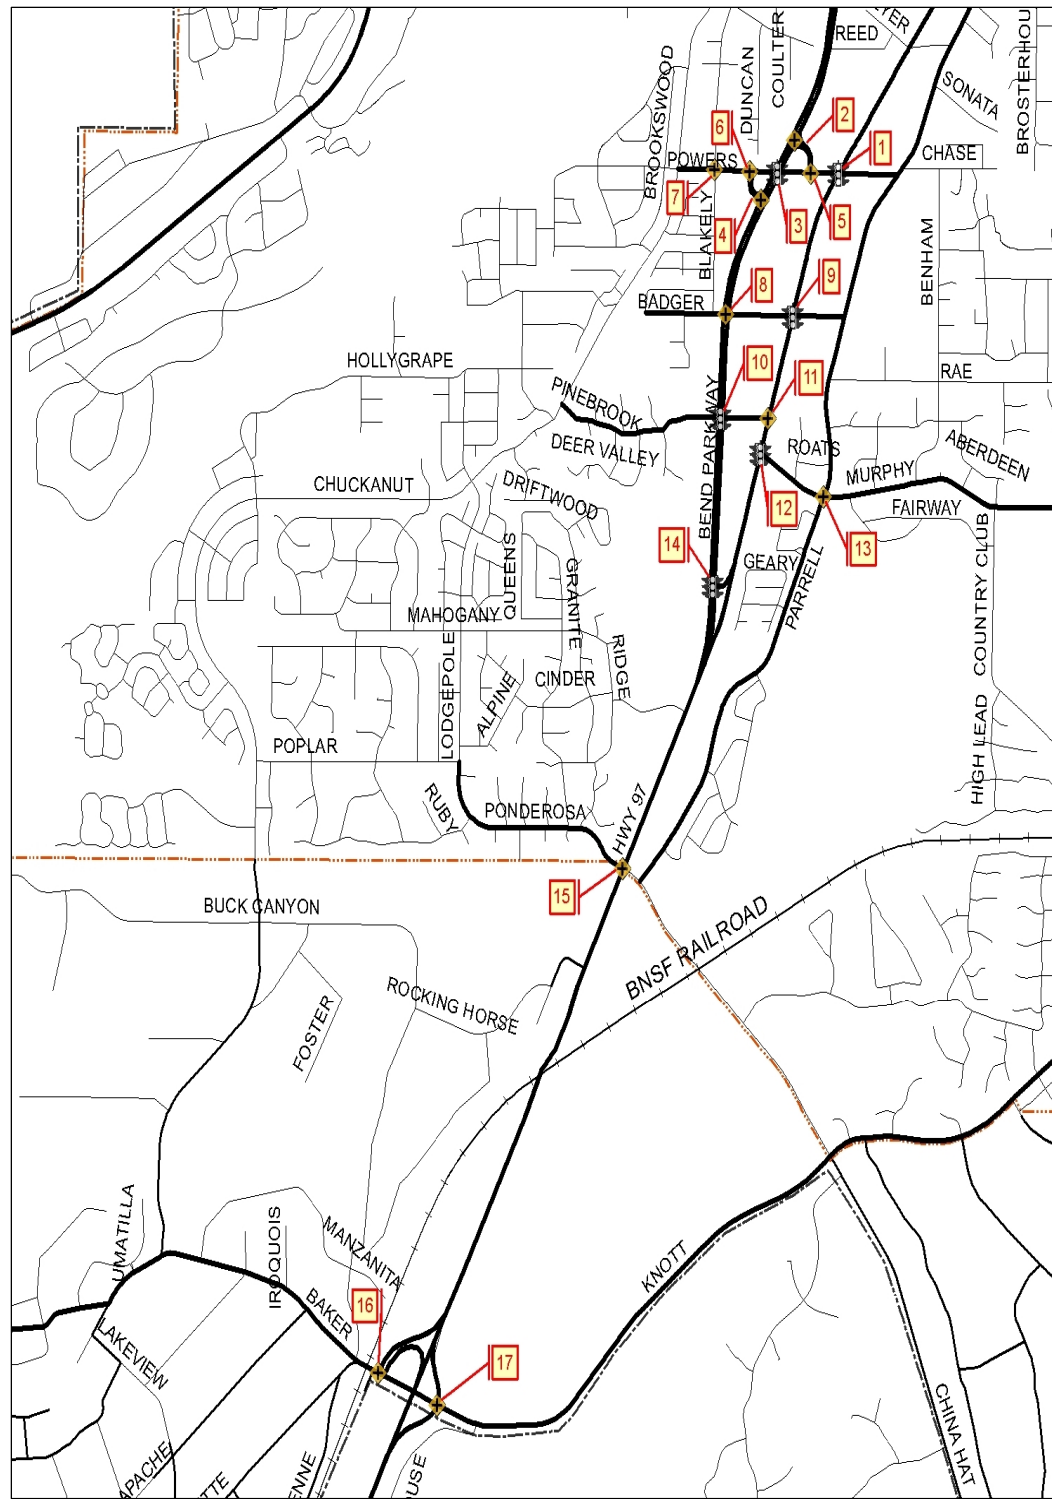 REED
COULTER
DUNCAN
BROOKSWOOD
SONATA
BROSTERHOU
6
2
1
POWERS
CHASE
7
4
3
5
BLAKELY
BENHAM
8
9
BADGER
HOLLYGRAPE
10
11
RAE
PINEBROOK
DEER VALLEY
BEND PARKWAY
ROATS
ABERDEEN
MURPHY
CHUCKANUT
DRIFTWOOD
FAIRWAY
12
13
14
QUEENS
GRANITE
GEARY
PARRELL
COUNTRY CLUB
MAHOGANY
LODGEPOLE
RIDGE
CINDER
ALPINE
POPLAR
HIGH LEAD
RUBY
PONDEROSA
HWY 97
15
BUCK CANYON
BNSF RAILROAD
ROCKING HORSE
FOSTER
UMATILLA
IROQUOIS
MANZANITA
KNOTT
BAKER
16
LAKEVIEW
17
CHINA HAT
APACHE
TTE
ENNE
OUSE